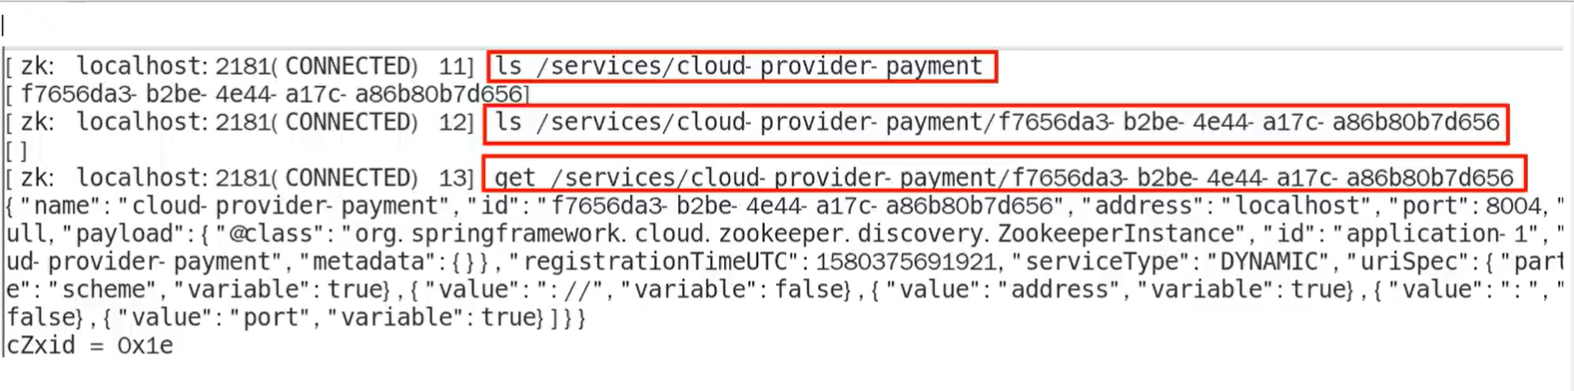 [zk: localhost:2181(CONNECTED) 11] ls /services/cloud-provider-payment
[f7656da3-b2be-4e44-a17c-a86b80b7d656]
[zk: localhost:2181(CONNECTED) 12] ls /services/cloud-provider-payment/f7656da3-b2be-4e44-a17c-a86b80b7d656
[]
[zk: localhost:2181(CONNECTED) 13] get /services/cloud-provider-payment/f7656da3-b2be-4e44-a17c-a86b80b7d656
{"name":"cloud-provider-payment","id":"f7656da3-b2be-4e44-a17c-a86b80b7d656","address":"localhost","port":8004,"
ull,"payload":{"@class":"org.springframework.cloud.zookeeper.discovery.ZookeeperInstance","id":"application-1","
ud-provider-payment","metadata":{}},"registrationTimeUTC":1580375691921,"serviceType":"DYNAMIC","uriSpec":{"part
e":"scheme","variable":true},{"value":"://","variable":false},{"value":"address","variable":true},{"value":":","
false},{"value":"port","variable":true}]}}
cZxid = 0x1e